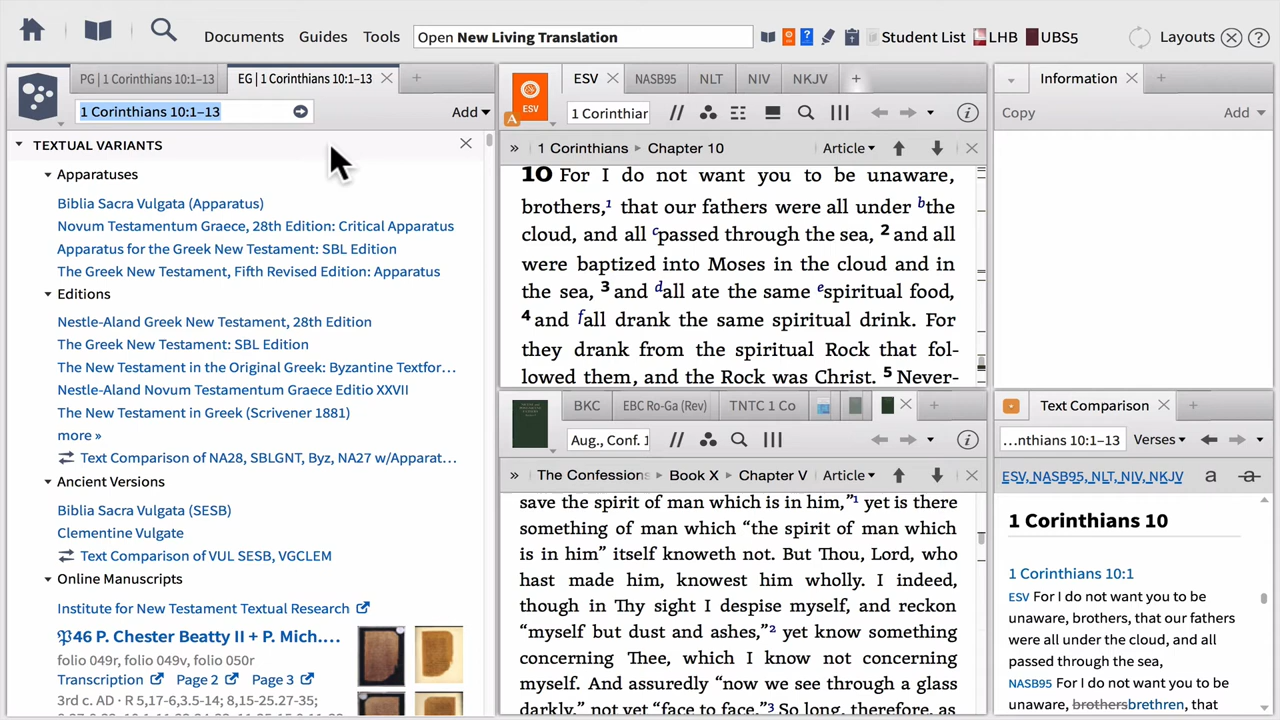 Documents Guides Tools Open New Living Translation Student List LHB UBS5 Layouts
PG | 1 Corinthians 10:1–13 EG | 1 Corinthians 10:1–13
1 Corinthians 10:1–13 Add
TEXTUAL VARIANTS
Apparatuses
Biblia Sacra Vulgata (Apparatus)
Novum Testamentum Graece, 28th Edition: Critical Apparatus
Apparatus for the Greek New Testament: SBL Edition
The Greek New Testament, Fifth Revised Edition: Apparatus
Editions
Nestle-Aland Greek New Testament, 28th Edition
The Greek New Testament: SBL Edition
The New Testament in the Original Greek: Byzantine Textfor…
Nestle-Aland Novum Testamentum Graece Editio XXVII
The New Testament in Greek (Scrivener 1881)
more »
Text Comparison of NA28, SBLGNT, Byz, NA27 w/Apparat…
Ancient Versions
Biblia Sacra Vulgata (SESB)
Clementine Vulgate
Text Comparison of VUL SESB, VGCLEM
Online Manuscripts
Institute for New Testament Textual Research
𝔓46 P. Chester Beatty II + P. Mich.…
folio 049r, folio 049v, folio 050r
Transcription Page 2 Page 3
3rd c. AD · R 5,17-6,3.5-14; 8,15-25.27-35;
ESV
A
ESV NASB95 NLT NIV NKJV
1 Corinthiar
» 1 Corinthians Chapter 10 Article
10 For I do not want you to be unaware,
brothers,1 that our fathers were all under bthe
cloud, and all cpassed through the sea, 2 and all
were baptized into Moses in the cloud and in
the sea, 3 and dall ate the same espiritual food,
4 and fall drank the same spiritual drink. For
they drank from the spiritual Rock that fol-
lowed them, and the Rock was Christ. 5 Never-
BKC EBC Ro-Ga (Rev) TNTC 1 Co
Aug., Conf. 1
» The Confessions Book X Chapter V Article
save the spirit of man which is in him,”1 yet is there
something of man which “the spirit of man which
is in him” itself knoweth not. But Thou, Lord, who
hast made him, knowest him wholly. I indeed,
though in Thy sight I despise myself, and reckon
“myself but dust and ashes,”2 yet know something
concerning Thee, which I know not concerning
myself. And assuredly “now we see through a glass
darkly,” not yet “face to face.”3 So long, therefore, as
Information
Copy Add
Text Comparison
…nthians 10:1–13 Verses
ESV, NASB95, NLT, NIV, NKJV a a
1 Corinthians 10
1 Corinthians 10:1
ESV For I do not want you to be
unaware, brothers, that our fathers
were all under the cloud, and all
passed through the sea,
NASB95 For I do not want you to be
unaware, brothersbrethren, that